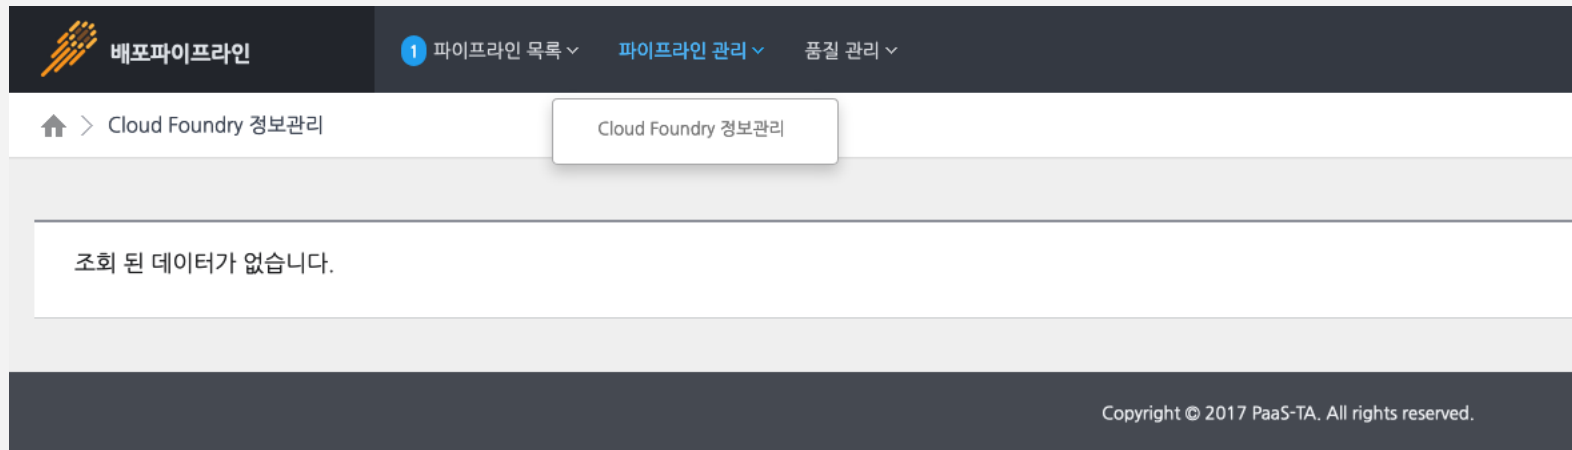 배포파이프라인
1 파이프라인 목록 파이프라인 관리 품질 관리
Cloud Foundry 정보관리
Cloud Foundry 정보관리
조회 된 데이터가 없습니다.
Copyright © 2017 PaaS-TA. All rights reserved.